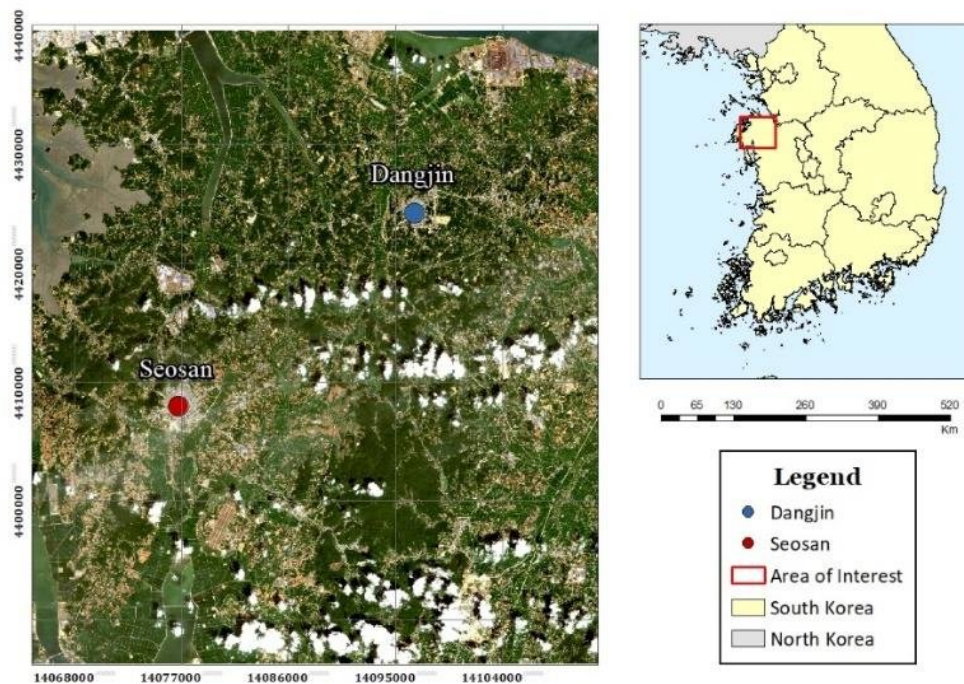 4440000
4430000
4420000
4410000
4400000
Dangjin
Seosan
14068000 14077000 14086000 14095000 14104000
0 65 130 260 390 520
Km
Legend
Dangjin
Seosan
Area of Interest
South Korea
North Korea